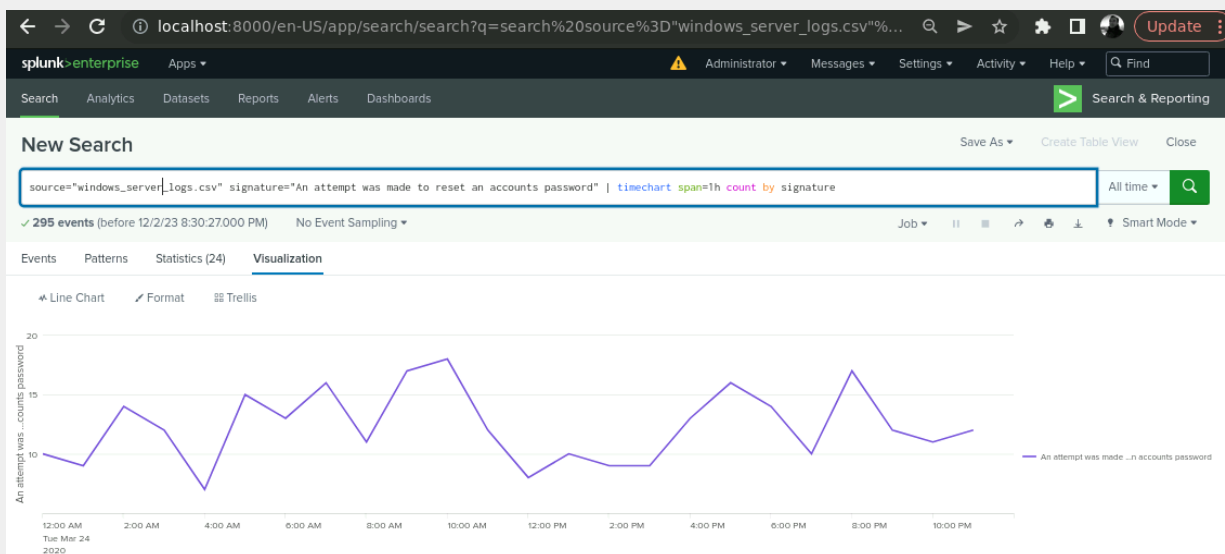 localhost:8000/en-US/app/search/search?q=search%20source%3D"windows_server_logs.csv"%... Update
splunk>enterprise Apps Administrator Messages Settings Activity Help Find
Search Analytics Datasets Reports Alerts Dashboards Search & Reporting
New Search Save As Create Table View Close
source="windows_server_logs.csv" signature="An attempt was made to reset an accounts password" | timechart span=1h count by signature All time
295 events (before 12/2/23 8:30:27.000 PM) No Event Sampling Job Smart Mode
Events Patterns Statistics (24) Visualization
Line Chart Format Trellis
20
15
10
An attempt was ...counts password
An attempt was made ...n accounts password
12:00 AM 2:00 AM 4:00 AM 6:00 AM 8:00 AM 10:00 AM 12:00 PM 2:00 PM 4:00 PM 6:00 PM 8:00 PM 10:00 PM
Tue Mar 24
2020